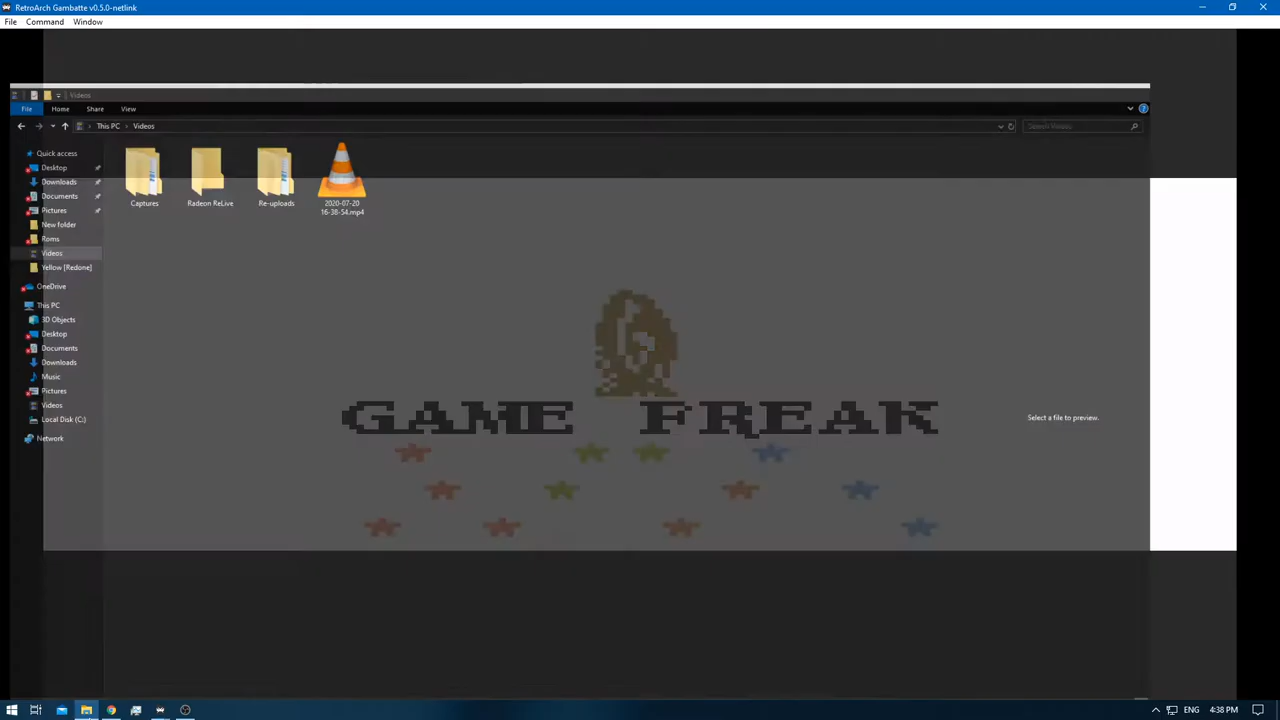 RetroArch Gambatte v0.5.0-netlink
File Command Window
Videos
File Home Share View
This PC Videos
Search Videos
Quick access
Desktop
Downloads
Documents
Pictures
New folder
Roms
Videos
Yellow [Redone]
OneDrive
This PC
3D Objects
Desktop
Documents
Downloads
Music
Pictures
Videos
Local Disk (C:)
Network
Captures
Radeon ReLive
Re-uploads
2020-07-20
16-38-54.mp4
GAME FREAK
Select a file to preview.
ENG 4:38 PM